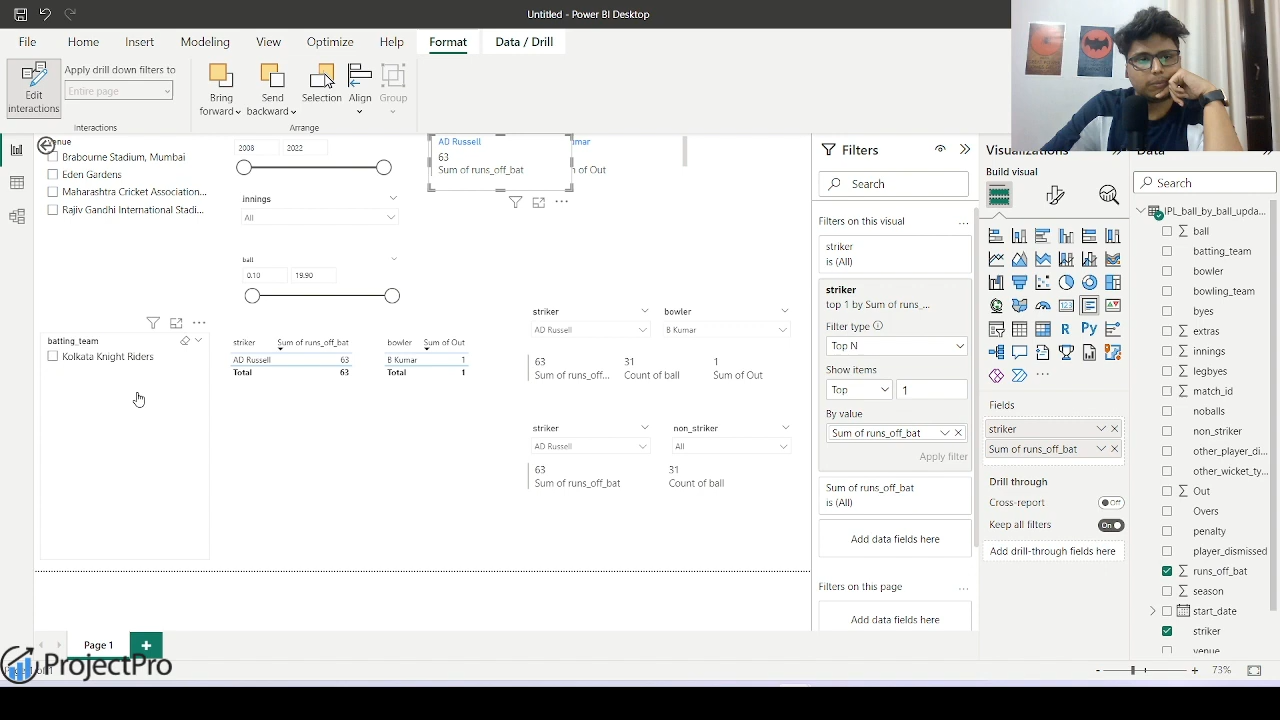 Untitled - Power BI Desktop
File Home Insert Modeling View Optimize Help Format Data / Drill
Edit interactions
Apply drill down filters to
Entire page
Interactions
Bring forward
Send backward
Selection
Align
Group
Arrange
Brabourne Stadium, Mumbai
Eden Gardens
Maharashtra Cricket Association...
Rajiv Gandhi International Stadi...
2008 2022
innings
All
ball
0.10 19.90
AD Russell
63
Sum of runs_off_bat
umar
of Out
batting_team
Kolkata Knight Riders
striker Sum of runs_off_bat
AD Russell 63
Total 63
bowler Sum of Out
B Kumar 1
Total 1
striker bowler
AD Russell B Kumar
63 31 1
Sum of runs_off... Count of ball Sum of Out
striker non_striker
AD Russell All
63 31
Sum of runs_off_bat Count of ball
Filters
Search
Filters on this visual
striker
is (All)
striker
top 1 by Sum of runs_...
Filter type
Top N
Show items
Top 1
By value
Sum of runs_off_bat
Apply filter
Sum of runs_off_bat
is (All)
Add data fields here
Filters on this page
Add data fields here
Build visual
R Py
123
Fields
striker
Sum of runs_off_bat
Drill through
Cross-report
Off
Keep all filters
On
Add drill-through fields here
Search
IPL_ball_by_ball_upda...
ball
batting_team
bowler
bowling_team
byes
extras
innings
legbyes
match_id
noballs
non_striker
other_player_di...
other_wicket_ty...
Out
Overs
penalty
player_dismissed
runs_off_bat
season
start_date
striker
venue
Page 1
ProjectPro
73%